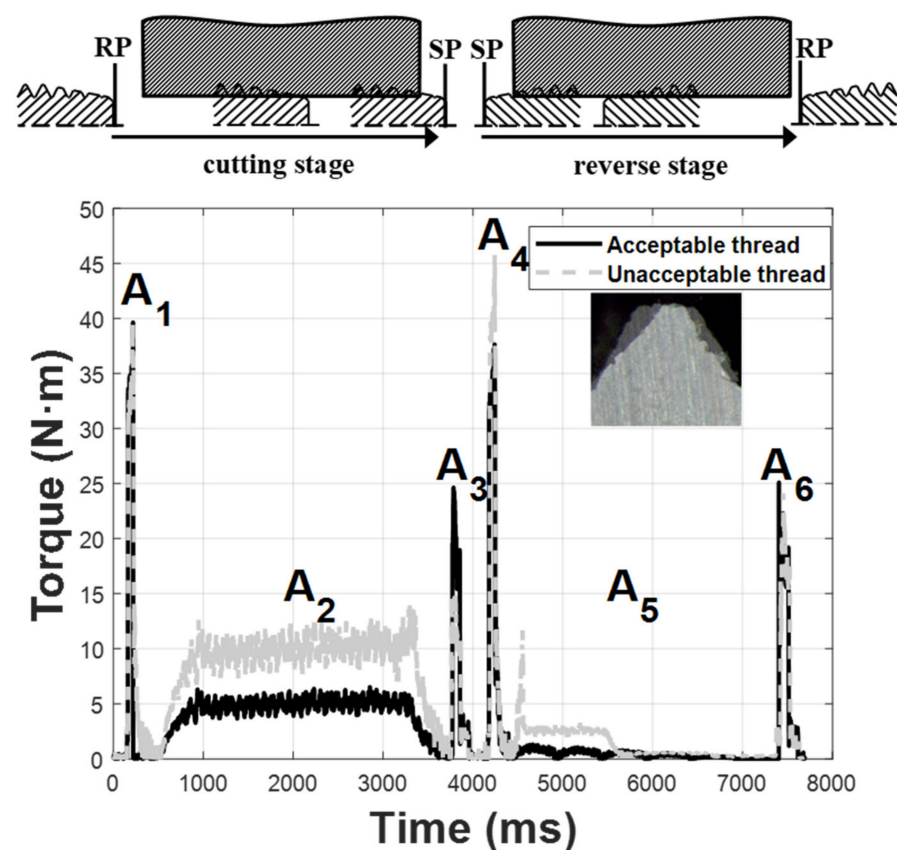 RP
SP
SP
RP
cutting stage
reverse stage
50
45
40
35
30
25
20
15
10
5
0
Torque (N·m)
A1
A2
A3
A4
A5
A6
Acceptable thread
Unacceptable thread
0
1000
2000
3000
4000
5000
6000
7000
8000
Time (ms)